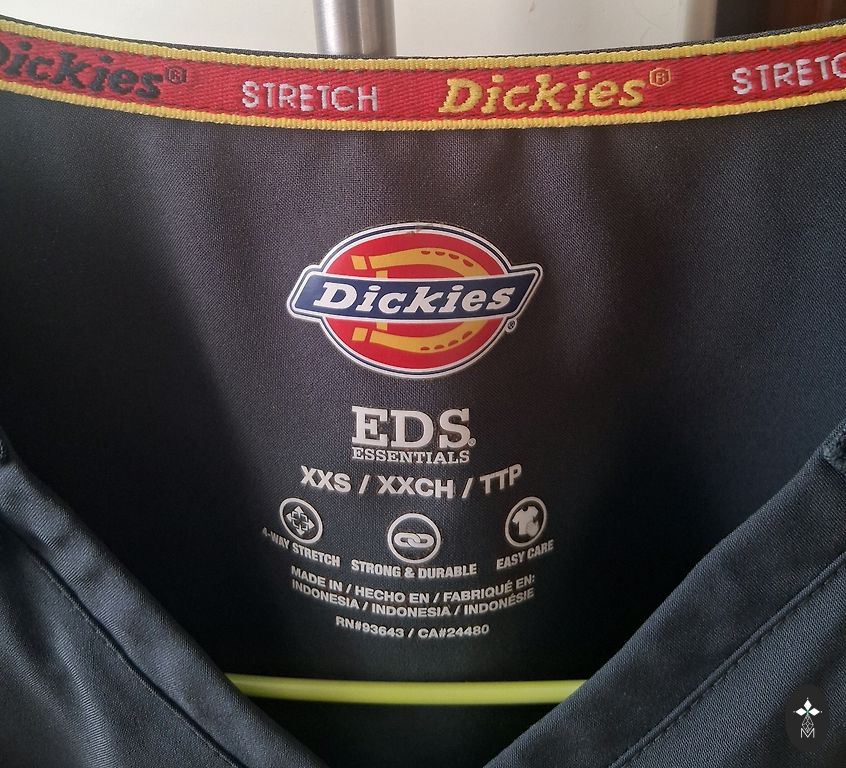 Dickies® STRETCH Dickies® STRETC
Dickies®
EDS®
ESSENTIALS
XXS / XXCH / TTP
4-WAY STRETCH STRONG & DURABLE EASY CARE
MADE IN / HECHO EN / FABRIQUÉ EN:
INDONESIA / INDONESIA / INDONÉSIE
RN#93643 / CA#24480
M